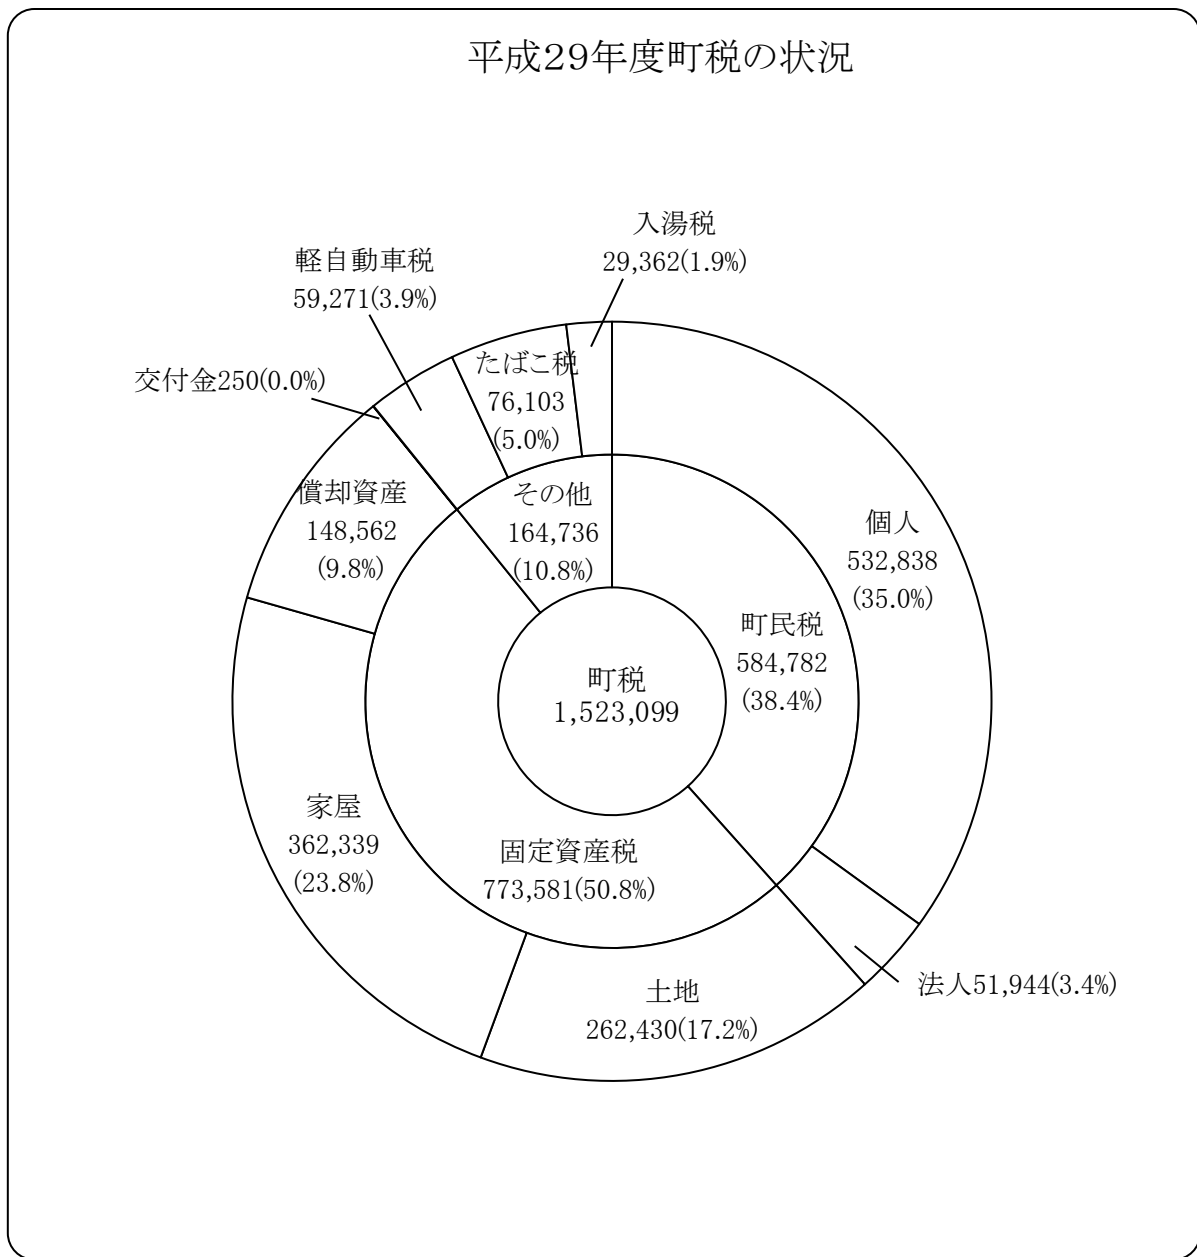 平成29年度町税の状況
入湯税
29,362(1.9%)
軽自動車税
59,271(3.9%)
交付金250(0.0%)
たばこ税
76,103
(5.0%)
償却資産
148,562
(9.8%)
その他
164,736
(10.8%)
個人
532,838
(35.0%)
町民税
584,782
(38.4%)
町税
1,523,099
家屋
362,339
(23.8%)
固定資産税
773,581(50.8%)
土地
262,430(17.2%)
法人51,944(3.4%)